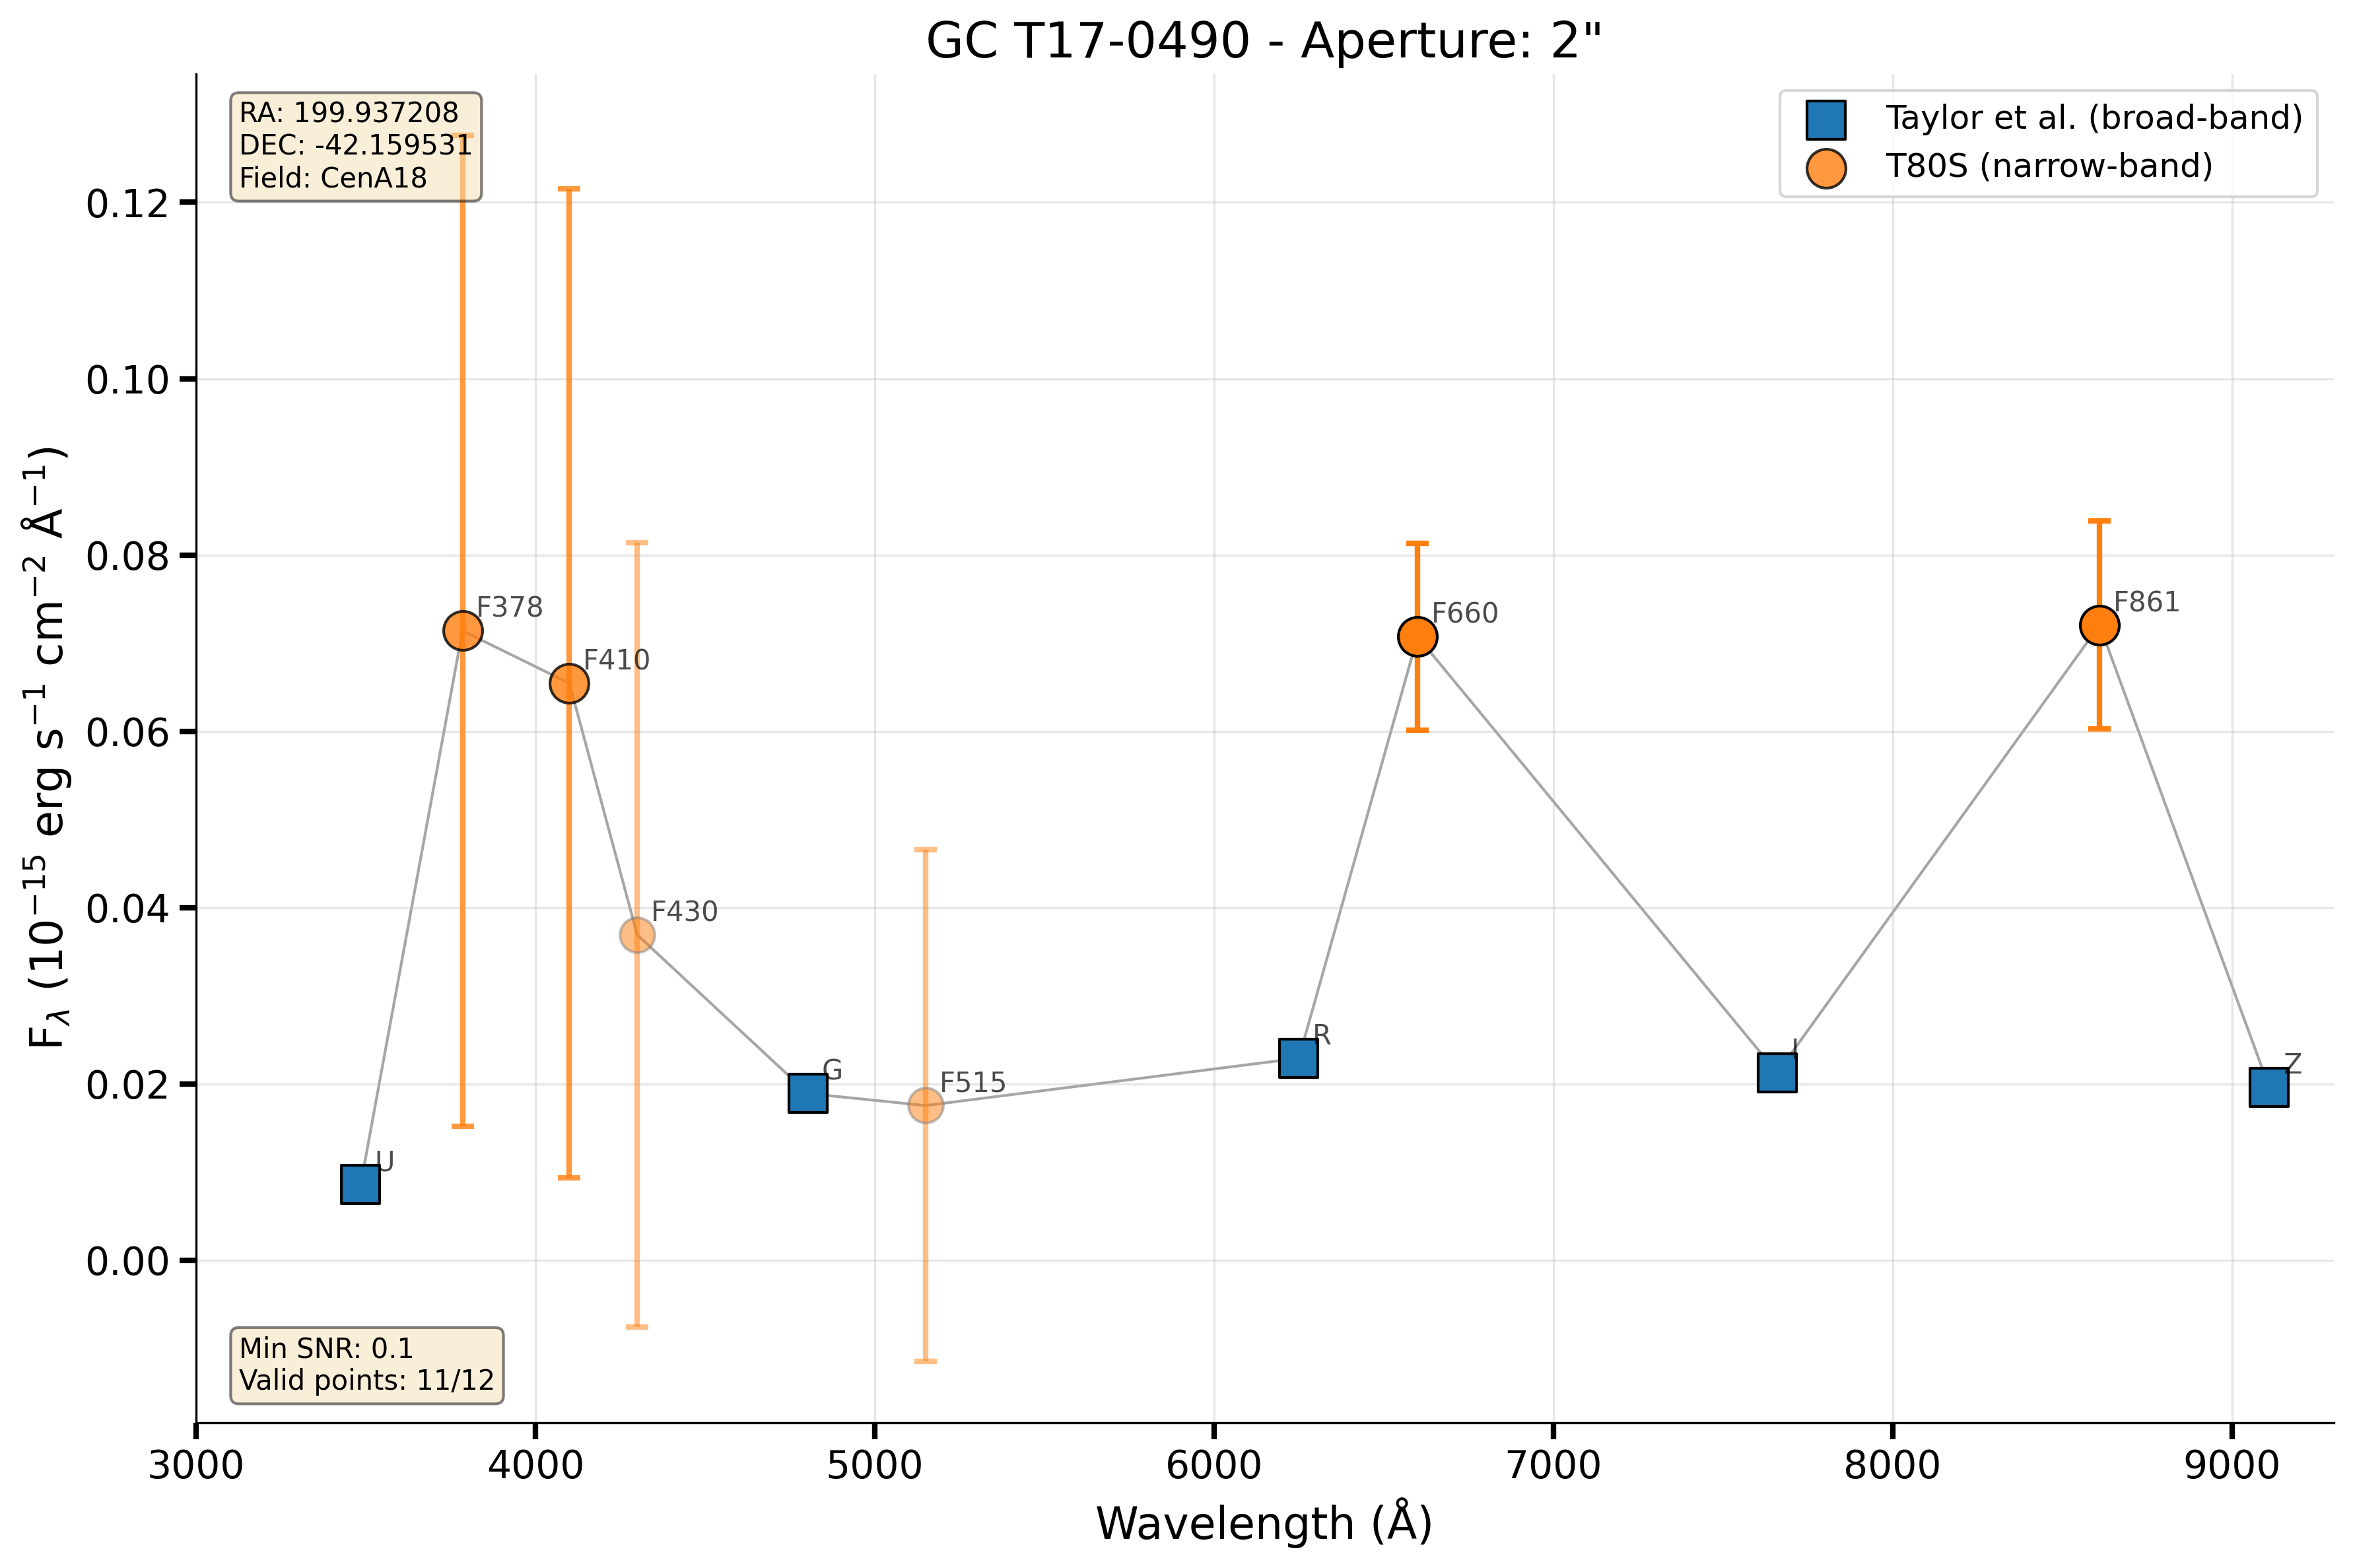 GC T17-0490 - Aperture: 2"
RA: 199.937208
DEC: -42.159531
Field: CenA18
Taylor et al. (broad-band)
T80S (narrow-band)
F_λ (10⁻¹⁵ erg s⁻¹ cm⁻² Å⁻¹)
0.12
0.10
0.08
0.06
0.04
0.02
0.00
U
F378
F410
F430
G
F515
R
F660
I
F861
Z
Min SNR: 0.1
Valid points: 11/12
3000 4000 5000 6000 7000 8000 9000
Wavelength (Å)